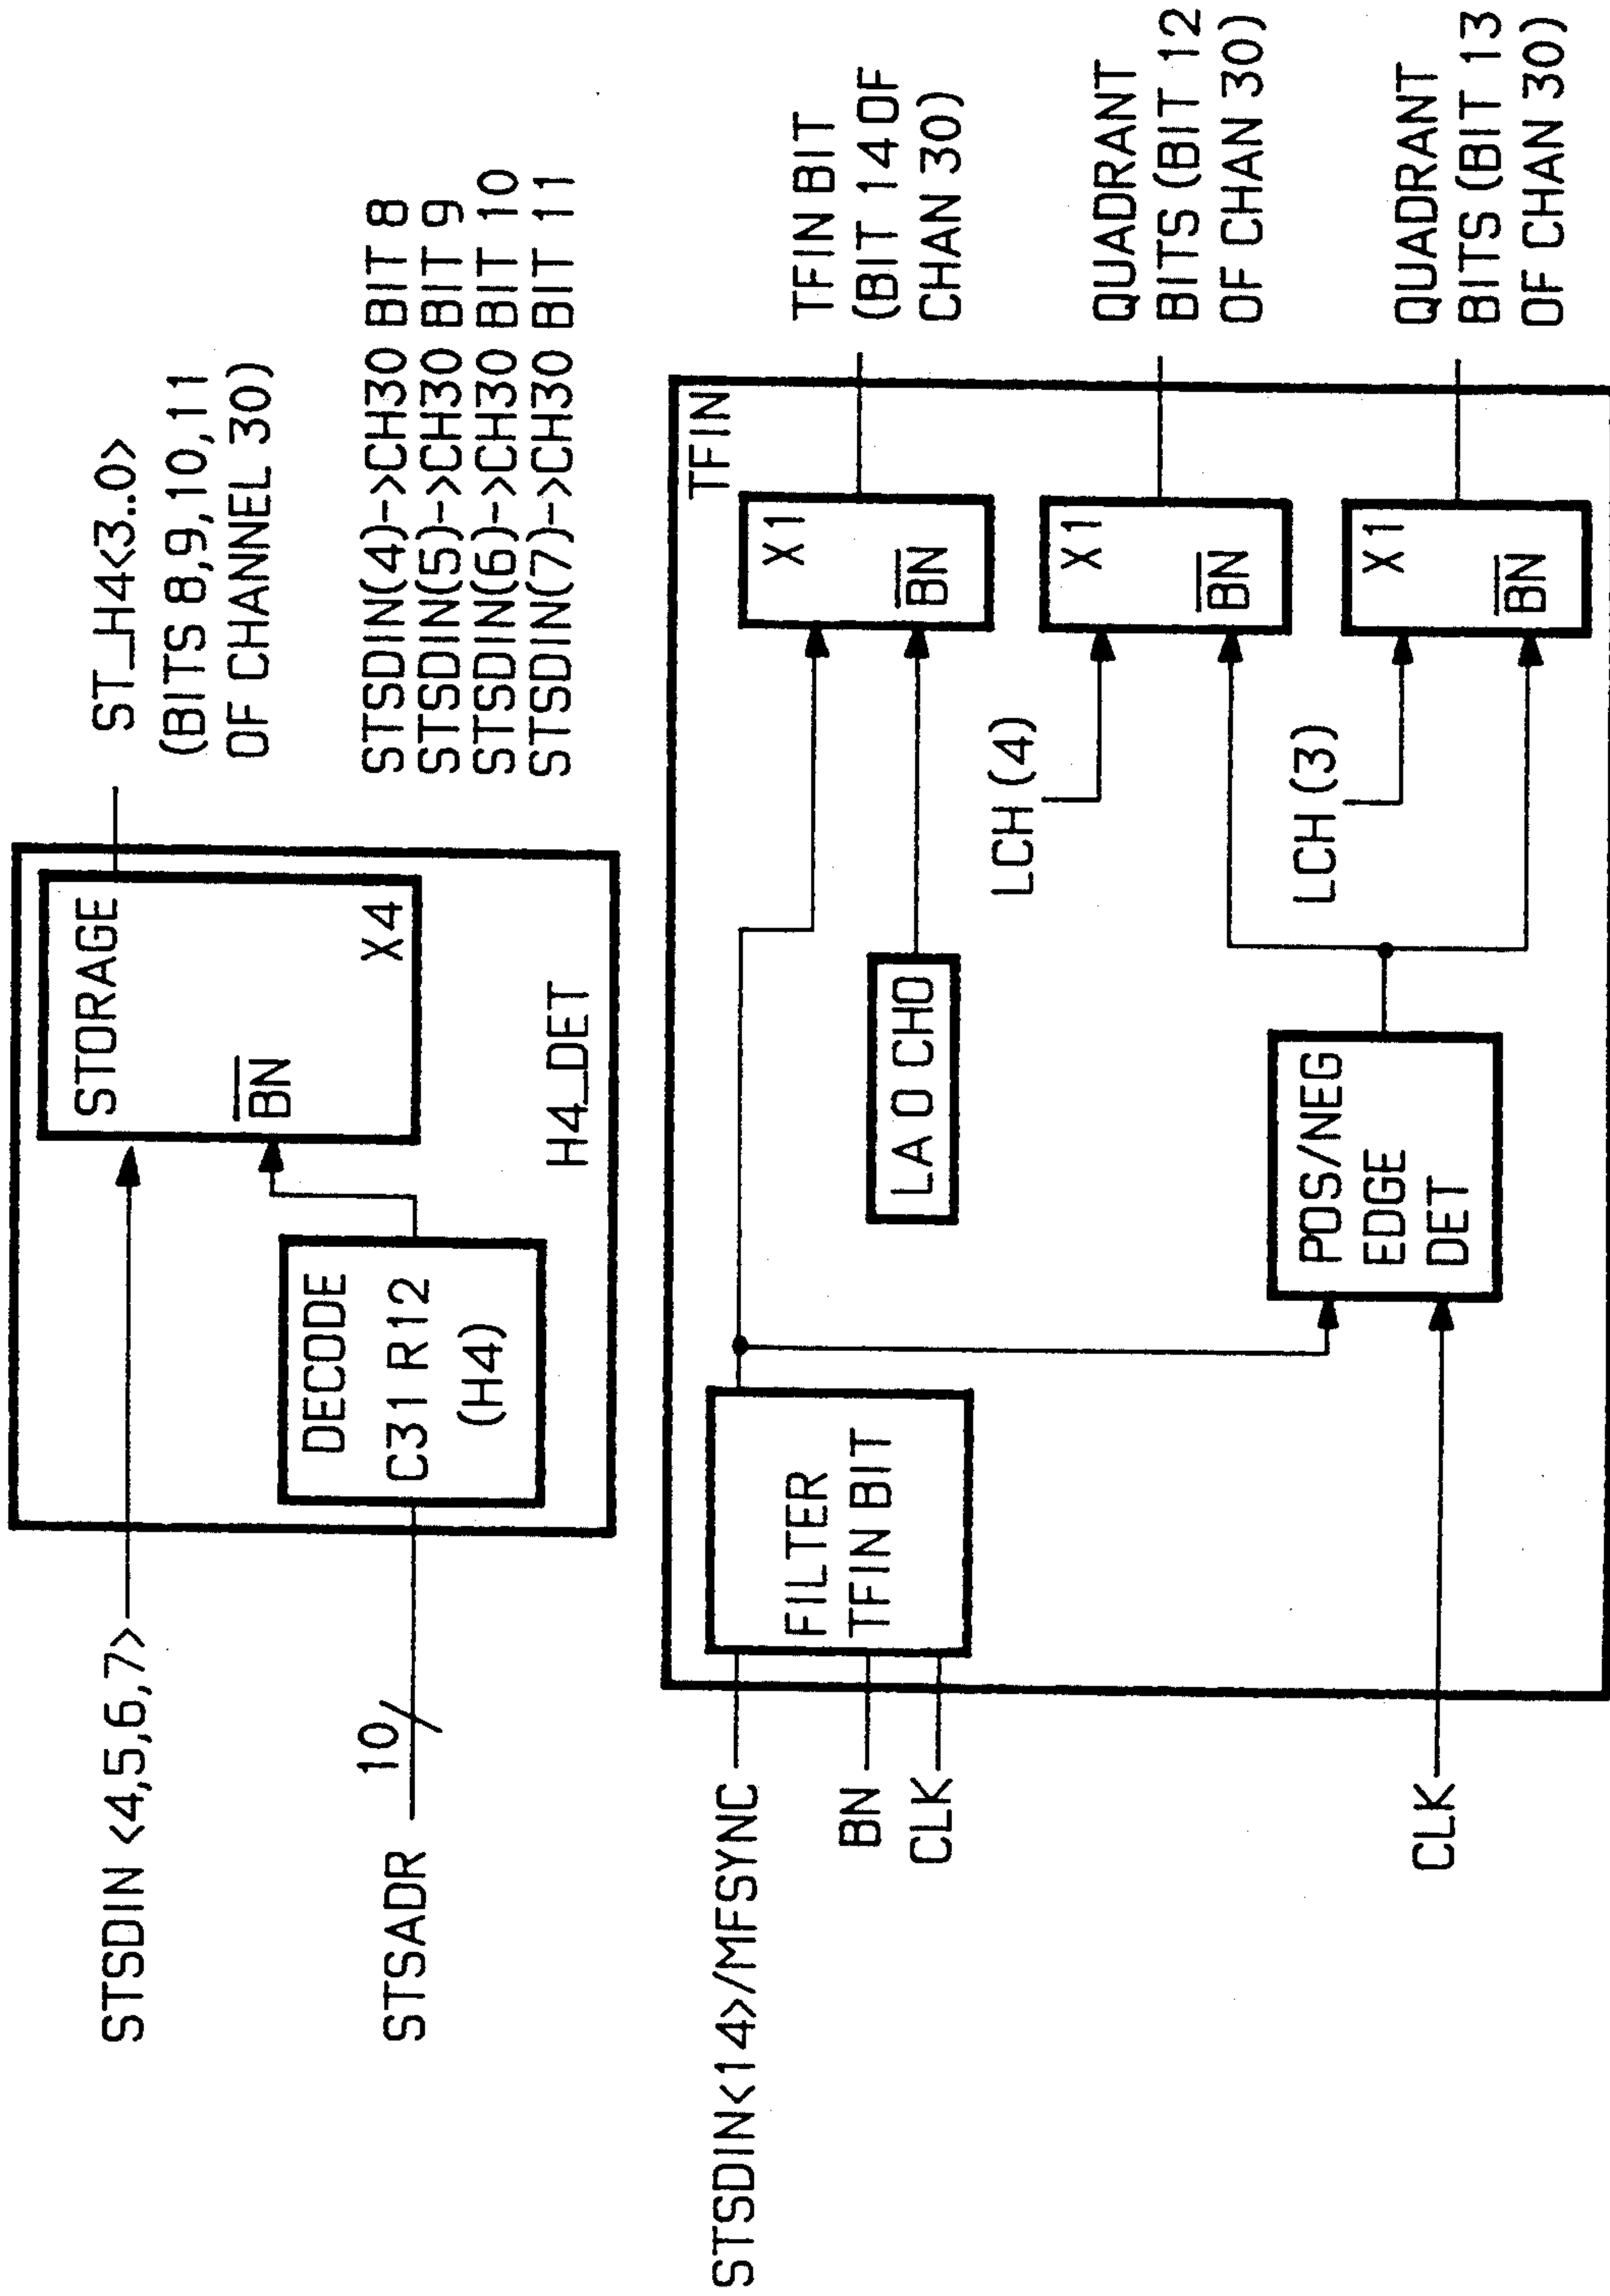 STSDIN <4,5,6,7>
STSADR
10
STORAGE
BN
X4
DECODE
C31 R12
(H4)
H4_DET
ST_H4<3..0>
(BITS 8,9,10,11
OF CHANNEL 30)
STSDIN(4)->CH30 BIT 8
STSDIN(5)->CH30 BIT 9
STSDIN(6)->CH30 BIT 10
STSDIN(7)->CH30 BIT 11
STSDIN<14>/MFSYNC
BN
CLK
CLK
FILTER
TFIN BIT
TFIN
LA 0 CH0
POS/NEG
EDGE
DET
LCH (4)
LCH (3)
X1
BN
X1
BN
X1
BN
TFIN BIT
(BIT 14 OF
CHAN 30)
QUADRANT
BITS (BIT 12
OF CHAN 30)
QUADRANT
BITS (BIT 13
OF CHAN 30)